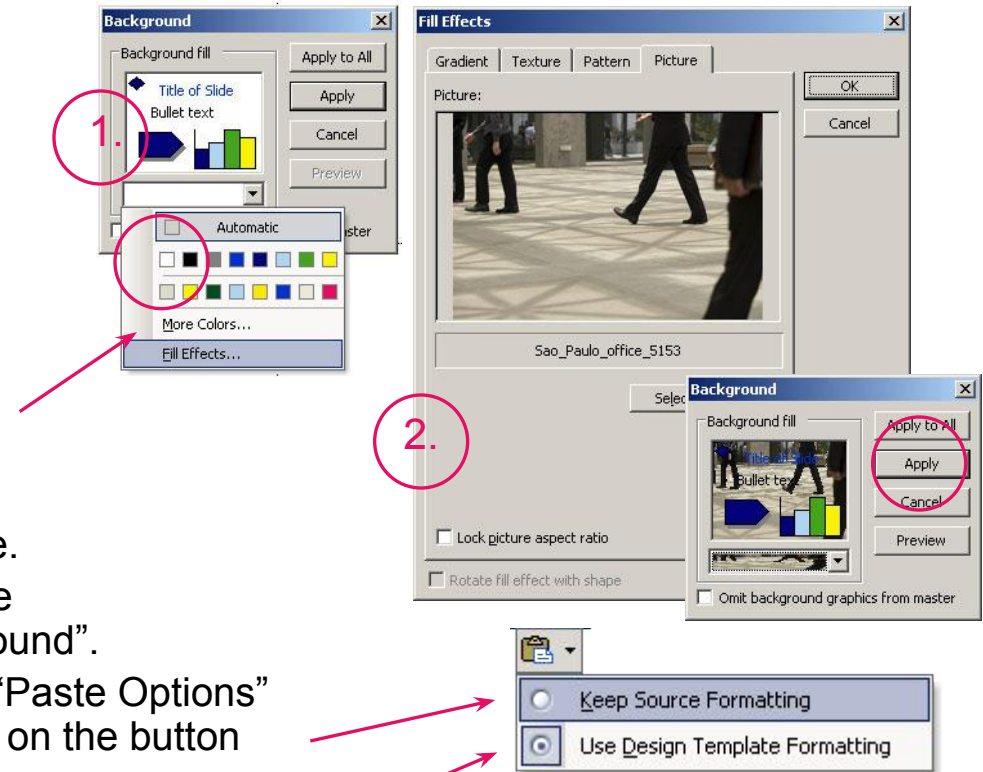 Background
Background fill
Title of Slide
Bullet text
Apply to All
Apply
Cancel
Preview
1.
Automatic
More Colors...
Fill Effects...
Fill Effects
Gradient
Texture
Pattern
Picture
Picture:
OK
Cancel
Sao_Paulo_office_5153
2.
Lock picture aspect ratio
Rotate fill effect with shape
Background
Background fill
Title of Slide
Bullet text
Apply to All
Apply
Cancel
Preview
Omit background graphics from master
“Paste Options”
on the button
Keep Source Formatting
Use Design Template Formatting